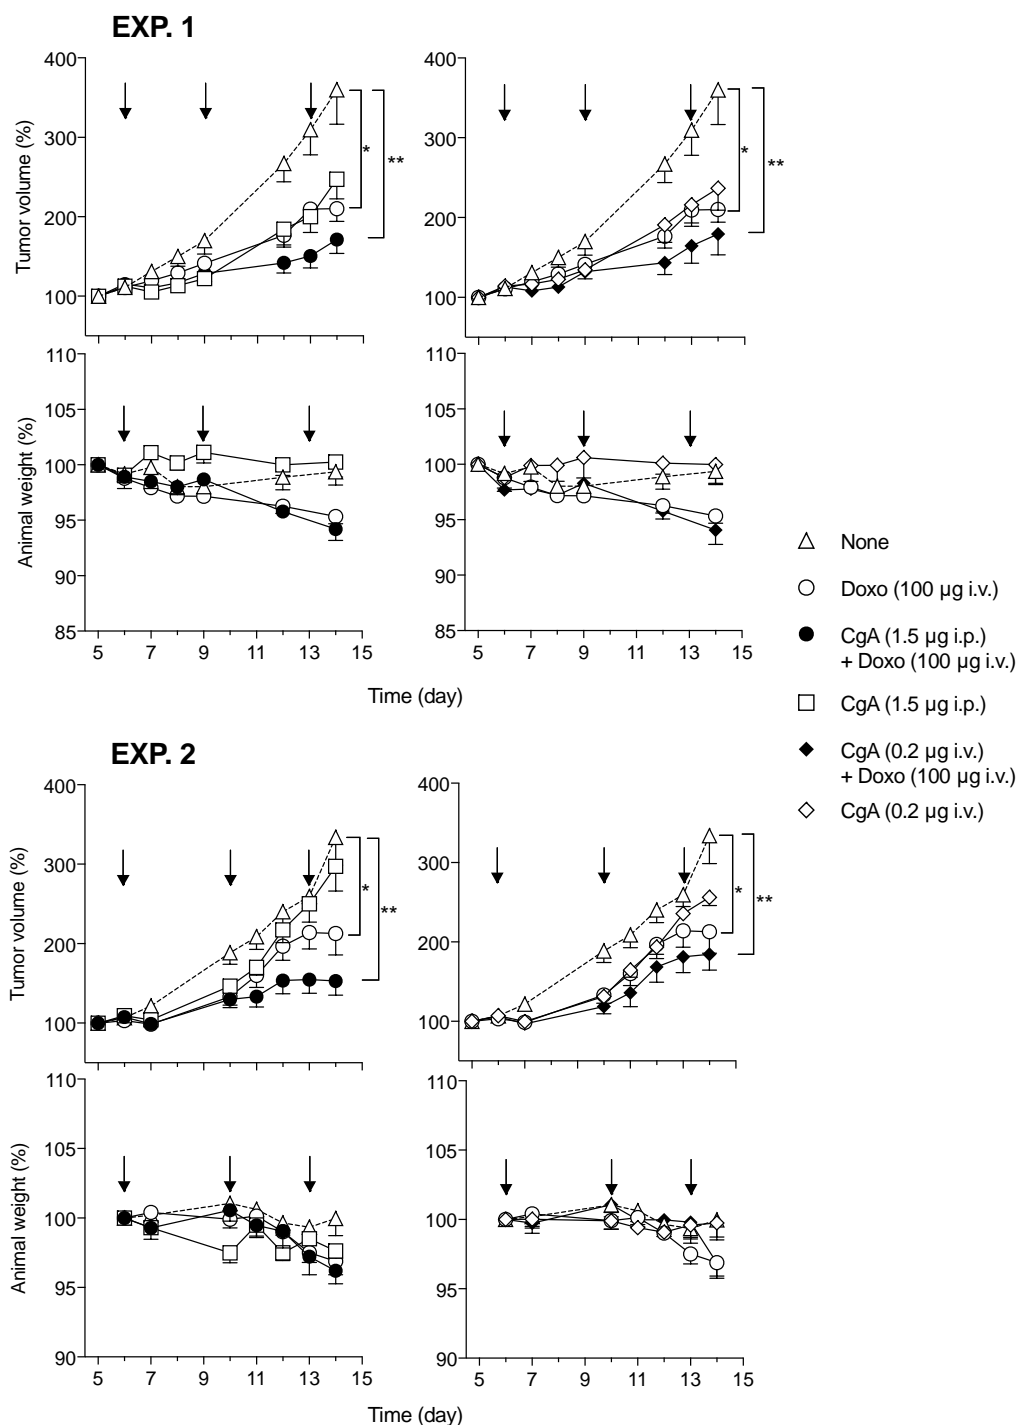 EXP. 1
400
300
200
100
Tumor volume (%)
*
**
400
300
200
100
*
**
110
105
100
95
90
85
Animal weight (%)
5 7 9 11 13 15
110
105
100
95
90
85
5 7 9 11 13 15
Time (day)
None
Doxo (100 µg i.v.)
CgA (1.5 µg i.p.)
+ Doxo (100 µg i.v.)
CgA (1.5 µg i.p.)
CgA (0.2 µg i.v.)
+ Doxo (100 µg i.v.)
CgA (0.2 µg i.v.)
EXP. 2
400
300
200
100
Tumor volume (%)
*
**
400
300
200
100
*
**
110
105
100
95
90
Animal weight (%)
5 7 9 11 13 15
110
105
100
95
90
5 7 9 11 13 15
Time (day)